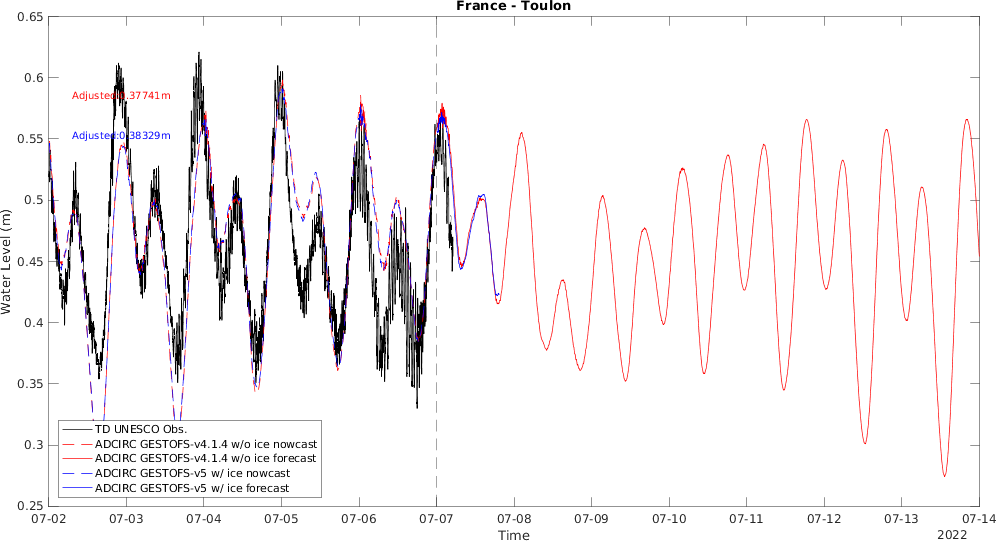 France - Toulon
0.65
0.6
0.55
0.5
0.45
0.4
0.35
0.3
0.25
Water Level (m)
Adjusted:0.37741m
Adjusted:0.38329m
TD UNESCO Obs.
ADCIRC GESTOFS-v4.1.4 w/o ice nowcast
ADCIRC GESTOFS-v4.1.4 w/o ice forecast
ADCIRC GESTOFS-v5 w/ ice nowcast
ADCIRC GESTOFS-v5 w/ ice forecast
07-02 07-03 07-04 07-05 07-06 07-07 07-08 07-09 07-10 07-11 07-12 07-13 07-14
Time
2022